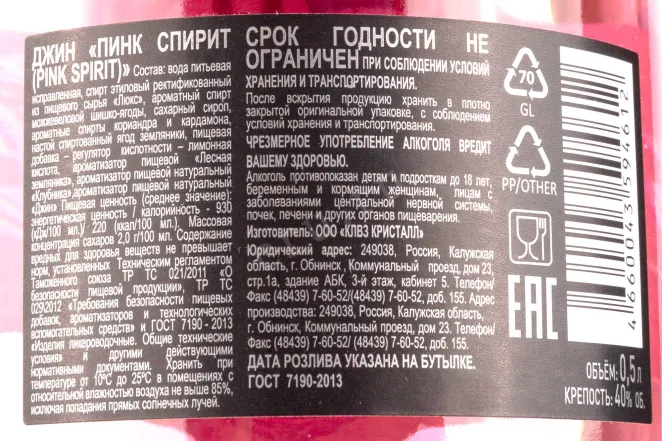 ДЖИН «ПИНК СПИРИТ
(PINK SPIRIT)» Состав: вода питьевая
исправленная, спирт этиловый ректификованный
из пищевого сырья «Люкс», ароматный спирт
можжевеловой шишко-ягоды, сахарный сироп,
ароматные спирты кориандра и кардамона,
настой спиртованный ягод земляники, пищевая
добавка – регулятор кислотности – лимонная
кислота, ароматизатор пищевой «Лесная
земляника», ароматизатор пищевой натуральный
«Клубника» ароматизатор пищевой натуральный
«Джин» Пищевая ценность (среднее значение):
энергетическая ценность / калорийность - 930
(кДж/100 мл.)/ 220 (ккал/100 мл.). Массовая
концентрация сахаров 2,0 г/100 мл. Содержание
вредных для здоровья веществ не превышает
норм, установленных Техническим регламентом
Таможенного союза ТР ТС 021/2011 «О
безопасности пищевой продукции», ТР ТС
029/2012 «Требования безопасности пищевых
добавок, ароматизаторов и технологических
вспомогательных средств» и ГОСТ 7190 - 2013
«Изделия ликероводочные. Общие технические
условия» и другими действующими
нормативными документами. Хранить при
температуре от 10°С до 25°С в помещениях с
относительной влажностью воздуха не выше 85%,
исключая попадания прямых солнечных лучей.
СРОК ГОДНОСТИ НЕ
ОГРАНИЧЕН ПРИ СОБЛЮДЕНИИ УСЛОВИЙ
ХРАНЕНИЯ И ТРАНСПОРТИРОВАНИЯ.
После вскрытия продукцию хранить в плотно
закрытой оригинальной упаковке, с соблюдением
условий хранения и транспортирования.
ЧРЕЗМЕРНОЕ УПОТРЕБЛЕНИЕ АЛКОГОЛЯ ВРЕДИТ
ВАШЕМУ ЗДОРОВЬЮ.
Алкоголь противопоказан детям и подросткам до 18 лет,
беременным и кормящим женщинам, лицам с
заболеваниями центральной нервной системы,
почек, печени и других органов пищеварения.
Изготовитель: ООО «КЛВЗ КРИСТАЛЛ»
Юридический адрес: 249038, Россия, Калужская
область, г. Обнинск , Коммунальный проезд, дом 23,
стр.1а, здание АБК, 3-й этаж, кабинет 5. Телефон/
Факс (48439) 7-60-52/(48439) 7-60-52, доб. 155. Адрес
производства: 249038, Россия, Калужская область,
г. Обнинск , Коммунальный проезд, дом 23.Телефон/
Факс (48439) 7-60-52/(48439) 7-60-52, доб. 155.
ДАТА РОЗЛИВА УКАЗАНА НА БУТЫЛКЕ.
ГОСТ 7190-2013
70
GL
PP/OTHER
EAC
4 660043 594612
ОБЪЁМ: 0,5 л
КРЕПОСТЬ: 40% ОБ.